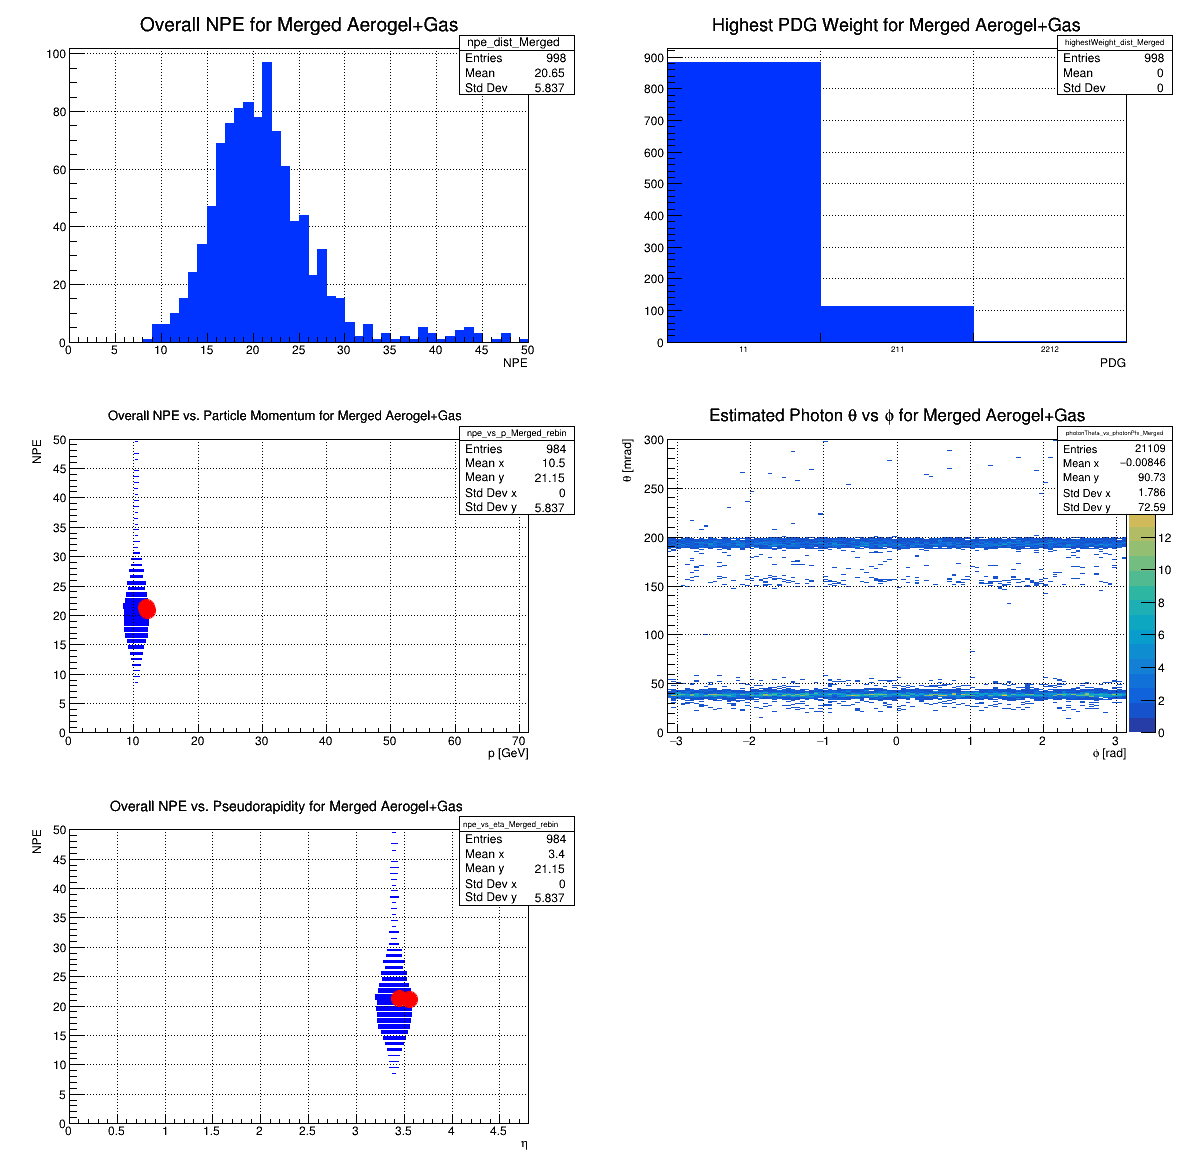 Overall NPE for Merged Aerogel+Gas
npe_dist_Merged
Entries 998
Mean 20.65
Std Dev 5.837
100
80
60
40
20
0
0 5 10 15 20 25 30 35 40 45 50
NPE
Highest PDG Weight for Merged Aerogel+Gas
highestWeight_dist_Merged
Entries 998
Mean 0
Std Dev 0
900
800
700
600
500
400
300
200
100
0
11 211 2212
PDG
Overall NPE vs. Particle Momentum for Merged Aerogel+Gas
npe_vs_p_Merged_rebin
Entries 984
Mean x 10.5
Mean y 21.15
Std Dev x 0
Std Dev y 5.837
NPE
50
45
40
35
30
25
20
15
10
5
0
0 10 20 30 40 50 60 70
p [GeV]
Estimated Photon θ vs ϕ for Merged Aerogel+Gas
photonTheta_vs_photonPhi_Merged
Entries 21109
Mean x −0.00846
Mean y 90.73
Std Dev x 1.786
Std Dev y 72.59
θ [mrad]
300
250
200
150
100
50
0
−3 −2 −1 0 1 2 3
ϕ [rad]
12
10
8
6
4
2
0
Overall NPE vs. Pseudorapidity for Merged Aerogel+Gas
npe_vs_eta_Merged_rebin
Entries 984
Mean x 3.4
Mean y 21.15
Std Dev x 0
Std Dev y 5.837
NPE
50
45
40
35
30
25
20
15
10
5
0
0 0.5 1 1.5 2 2.5 3 3.5 4 4.5
η